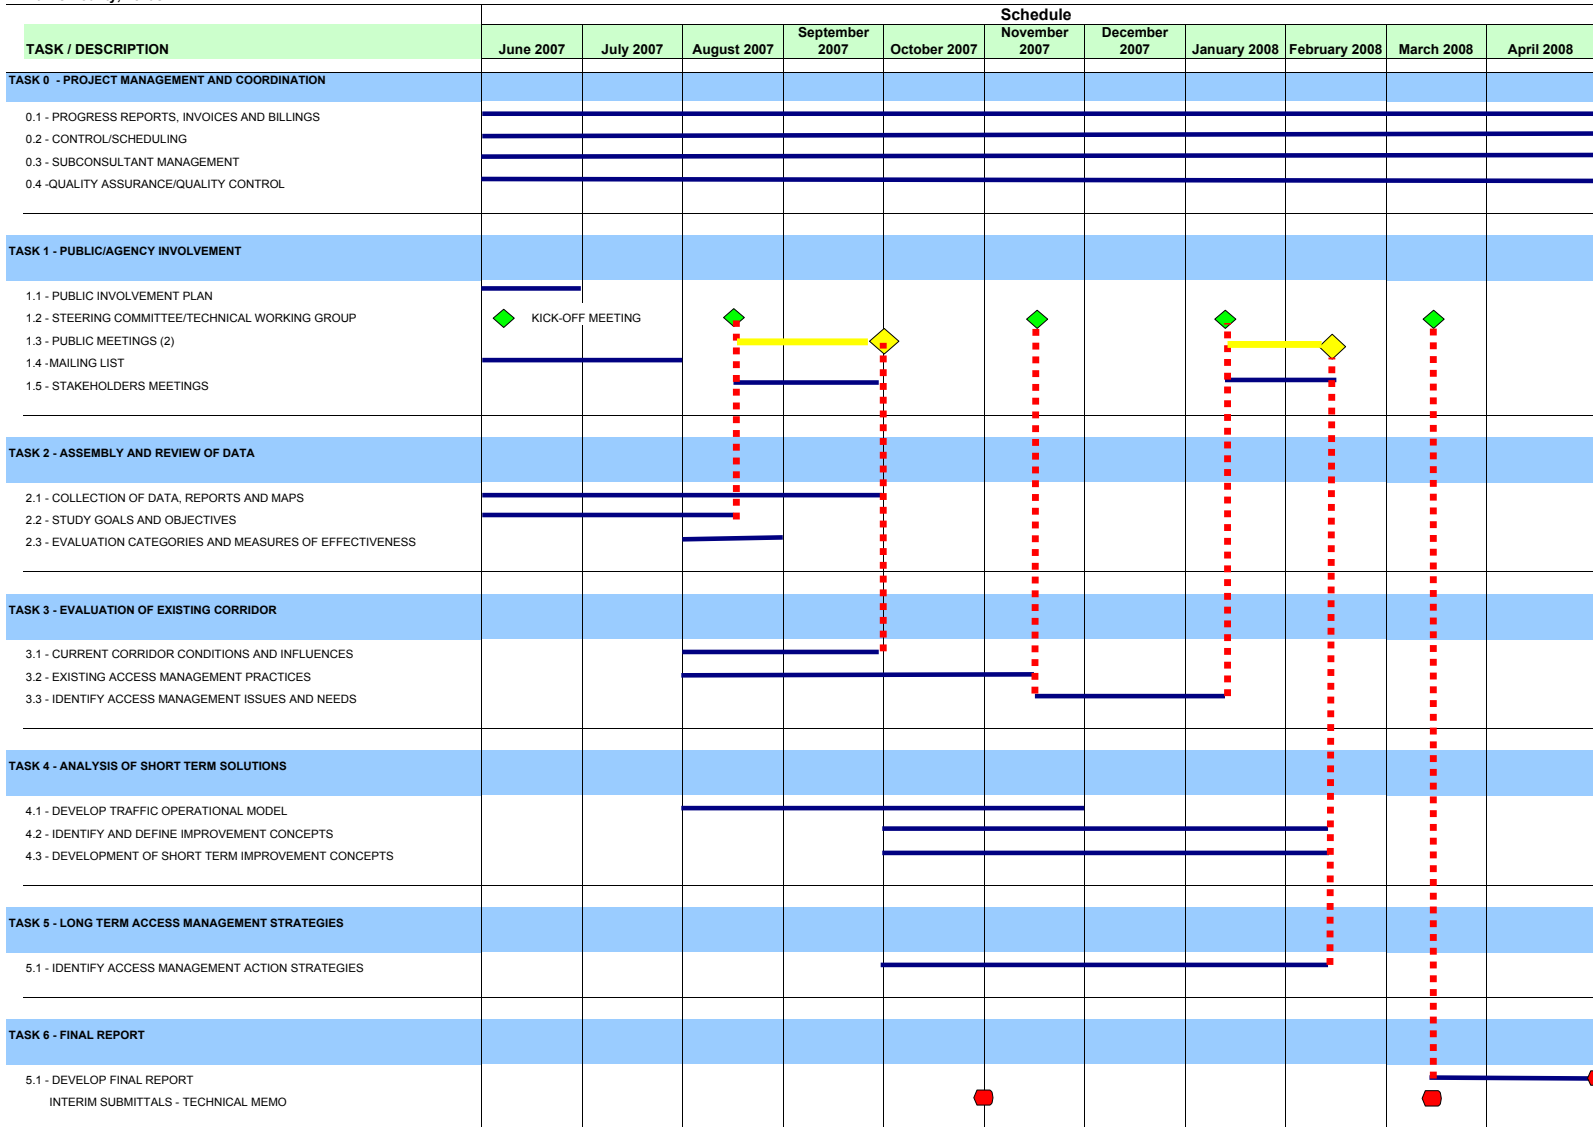 Schedule
TASK / DESCRIPTION
June 2007
July 2007
August 2007
September
2007
October 2007
November
2007
December
2007
January 2008
February 2008
March 2008
April 2008
TASK 0 - PROJECT MANAGEMENT AND COORDINATION
0.1 - PROGRESS REPORTS, INVOICES AND BILLINGS
0.2 - CONTROL/SCHEDULING
0.3 - SUBCONSULTANT MANAGEMENT
0.4 -QUALITY ASSURANCE/QUALITY CONTROL
TASK 1 - PUBLIC/AGENCY INVOLVEMENT
1.1 - PUBLIC INVOLVEMENT PLAN
1.2 - STEERING COMMITTEE/TECHNICAL WORKING GROUP
KICK-OFF MEETING
1.3 - PUBLIC MEETINGS (2)
1.4 -MAILING LIST
1.5 - STAKEHOLDERS MEETINGS
TASK 2 - ASSEMBLY AND REVIEW OF DATA
2.1 - COLLECTION OF DATA, REPORTS AND MAPS
2.2 - STUDY GOALS AND OBJECTIVES
2.3 - EVALUATION CATEGORIES AND MEASURES OF EFFECTIVENESS
TASK 3 - EVALUATION OF EXISTING CORRIDOR
3.1 - CURRENT CORRIDOR CONDITIONS AND INFLUENCES
3.2 - EXISTING ACCESS MANAGEMENT PRACTICES
3.3 - IDENTIFY ACCESS MANAGEMENT ISSUES AND NEEDS
TASK 4 - ANALYSIS OF SHORT TERM SOLUTIONS
4.1 - DEVELOP TRAFFIC OPERATIONAL MODEL
4.2 - IDENTIFY AND DEFINE IMPROVEMENT CONCEPTS
4.3 - DEVELOPMENT OF SHORT TERM IMPROVEMENT CONCEPTS
TASK 5 - LONG TERM ACCESS MANAGEMENT STRATEGIES
5.1 - IDENTIFY ACCESS MANAGEMENT ACTION STRATEGIES
TASK 6 - FINAL REPORT
5.1 - DEVELOP FINAL REPORT
INTERIM SUBMITTALS - TECHNICAL MEMO